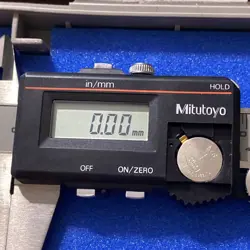 in/mm
HOLD
Mitutoyo
0.00 mm
OFF
ON/ZERO